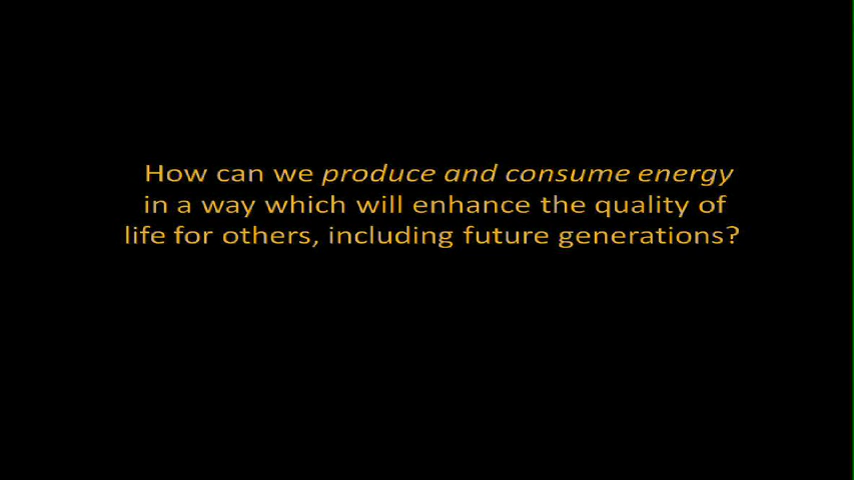 How can we produce and consume energy
in a way which will enhance the quality of
life for others, including future generations?